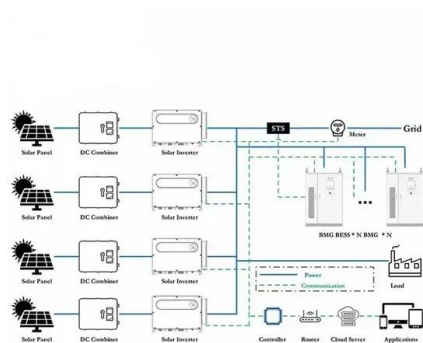 STS
Meter
Grid
Solar Panel
DC Combiner
Solar Inverter
Solar Panel
DC Combiner
Solar Inverter
BMG BESS * N BMG * N
Solar Panel
DC Combiner
Solar Inverter
Power
Communication
Load
Solar Panel
DC Combiner
Solar Inverter
Controller
Router
Cloud Server
Applications